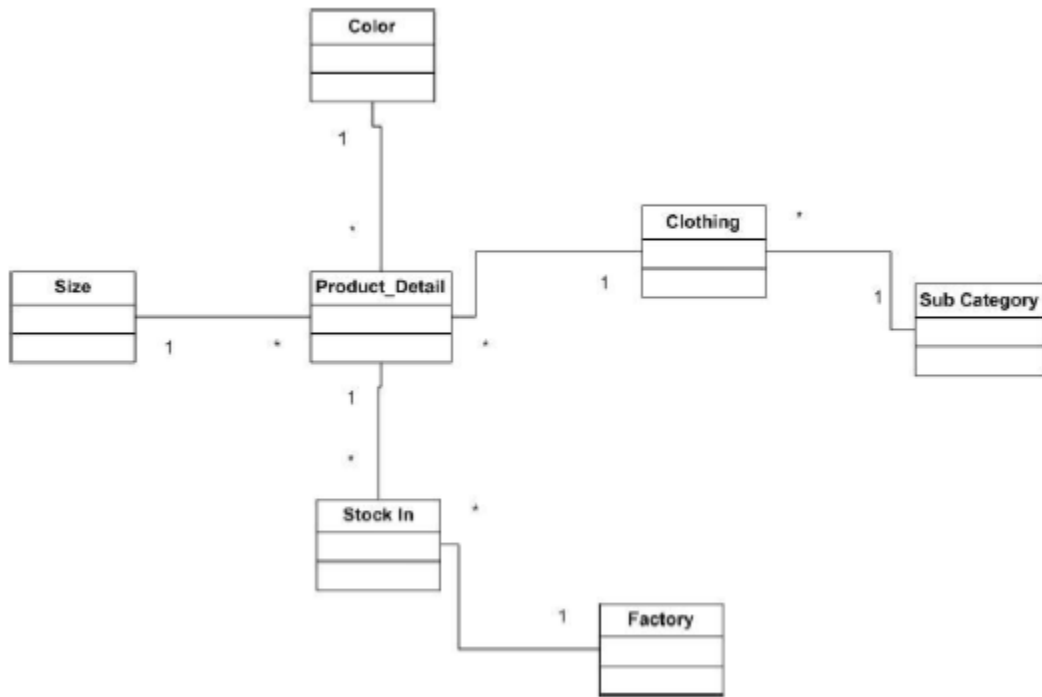 Color
1
*
Clothing
*
Size
Product_Detail
1
1
Sub Category
1
*
*
1
*
Stock In
*
1
Factory